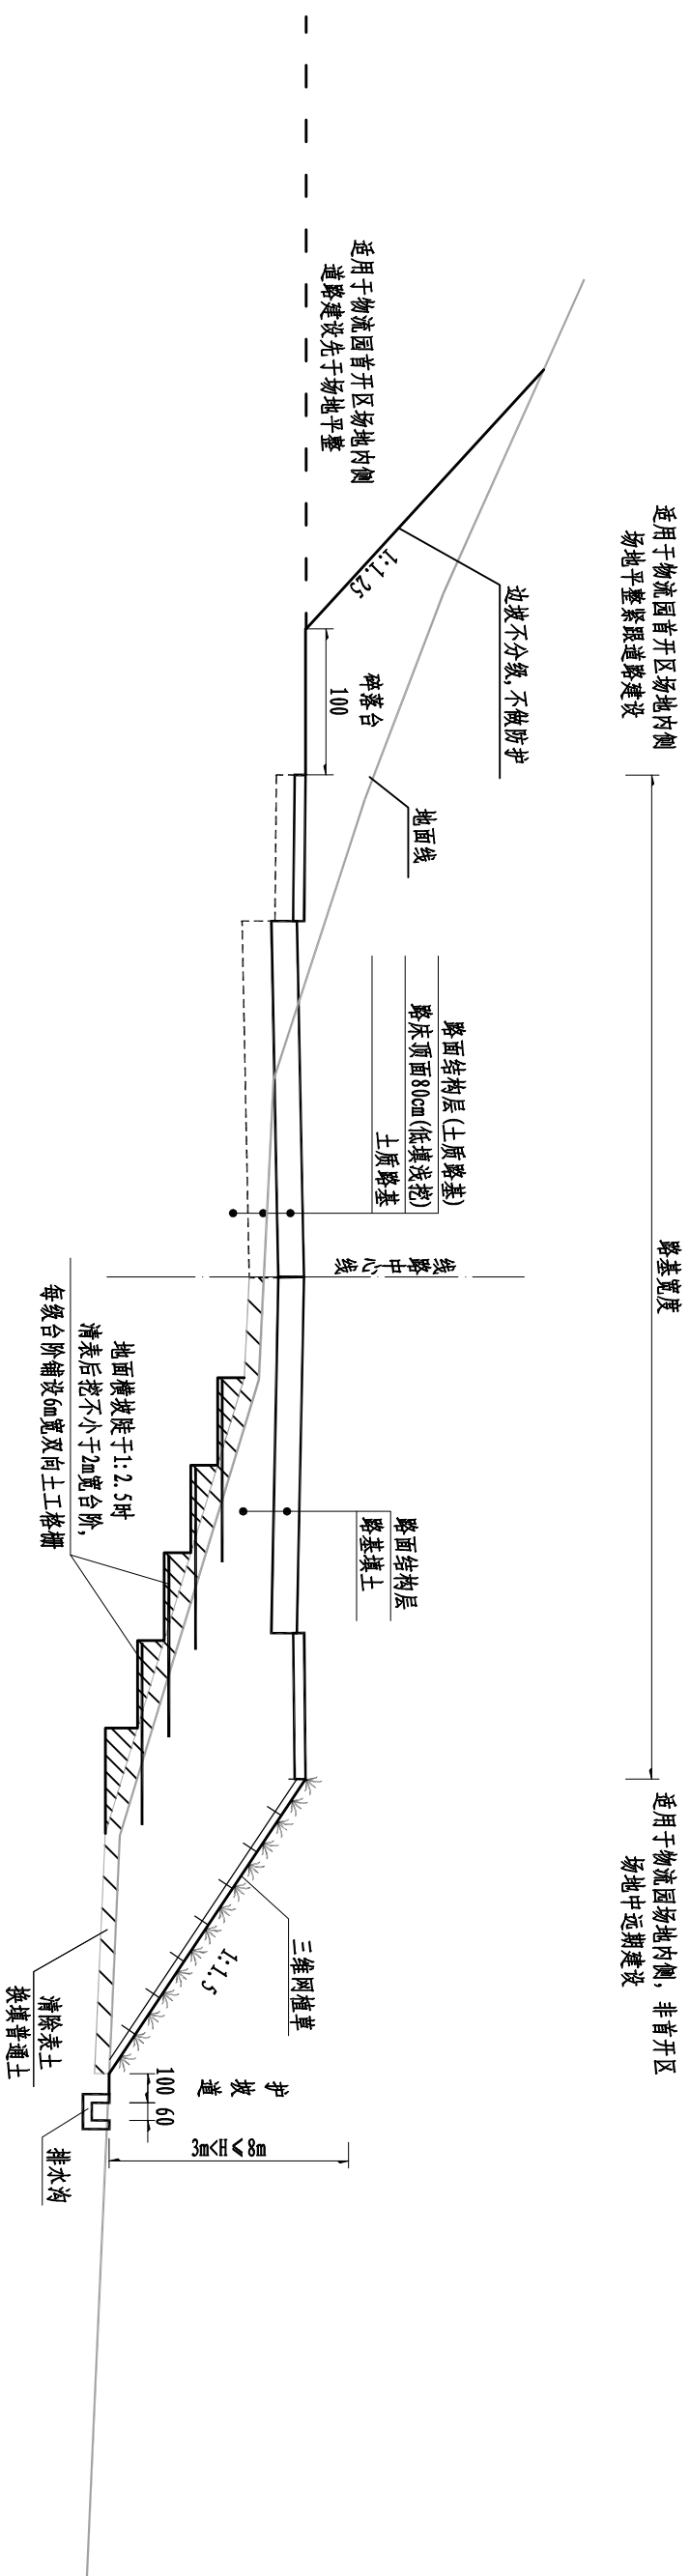 适用于物流园首开区场地内侧
场地平整紧跟道路建设
路基宽度
适用于物流园场地内侧, 非首开区
场地中远期建设
适用于物流园首开区场地内侧
道路建设先于场地平整
边坡不分级, 不做防护
1:1.25
碎落台
100
地面线
路面结构层(土质路基)
路床顶面80cm(低填浅挖)
土质路基
线路中心线
路面结构层
路基填土
地面横坡陡于1:2.5时
清表后挖不小于2m宽台阶,
每级台阶铺设6m宽双向土工格栅
三维网植草
1:1.5
护坡道
100
60
3m<H≤8m
清除表土
换填普通土
排水沟